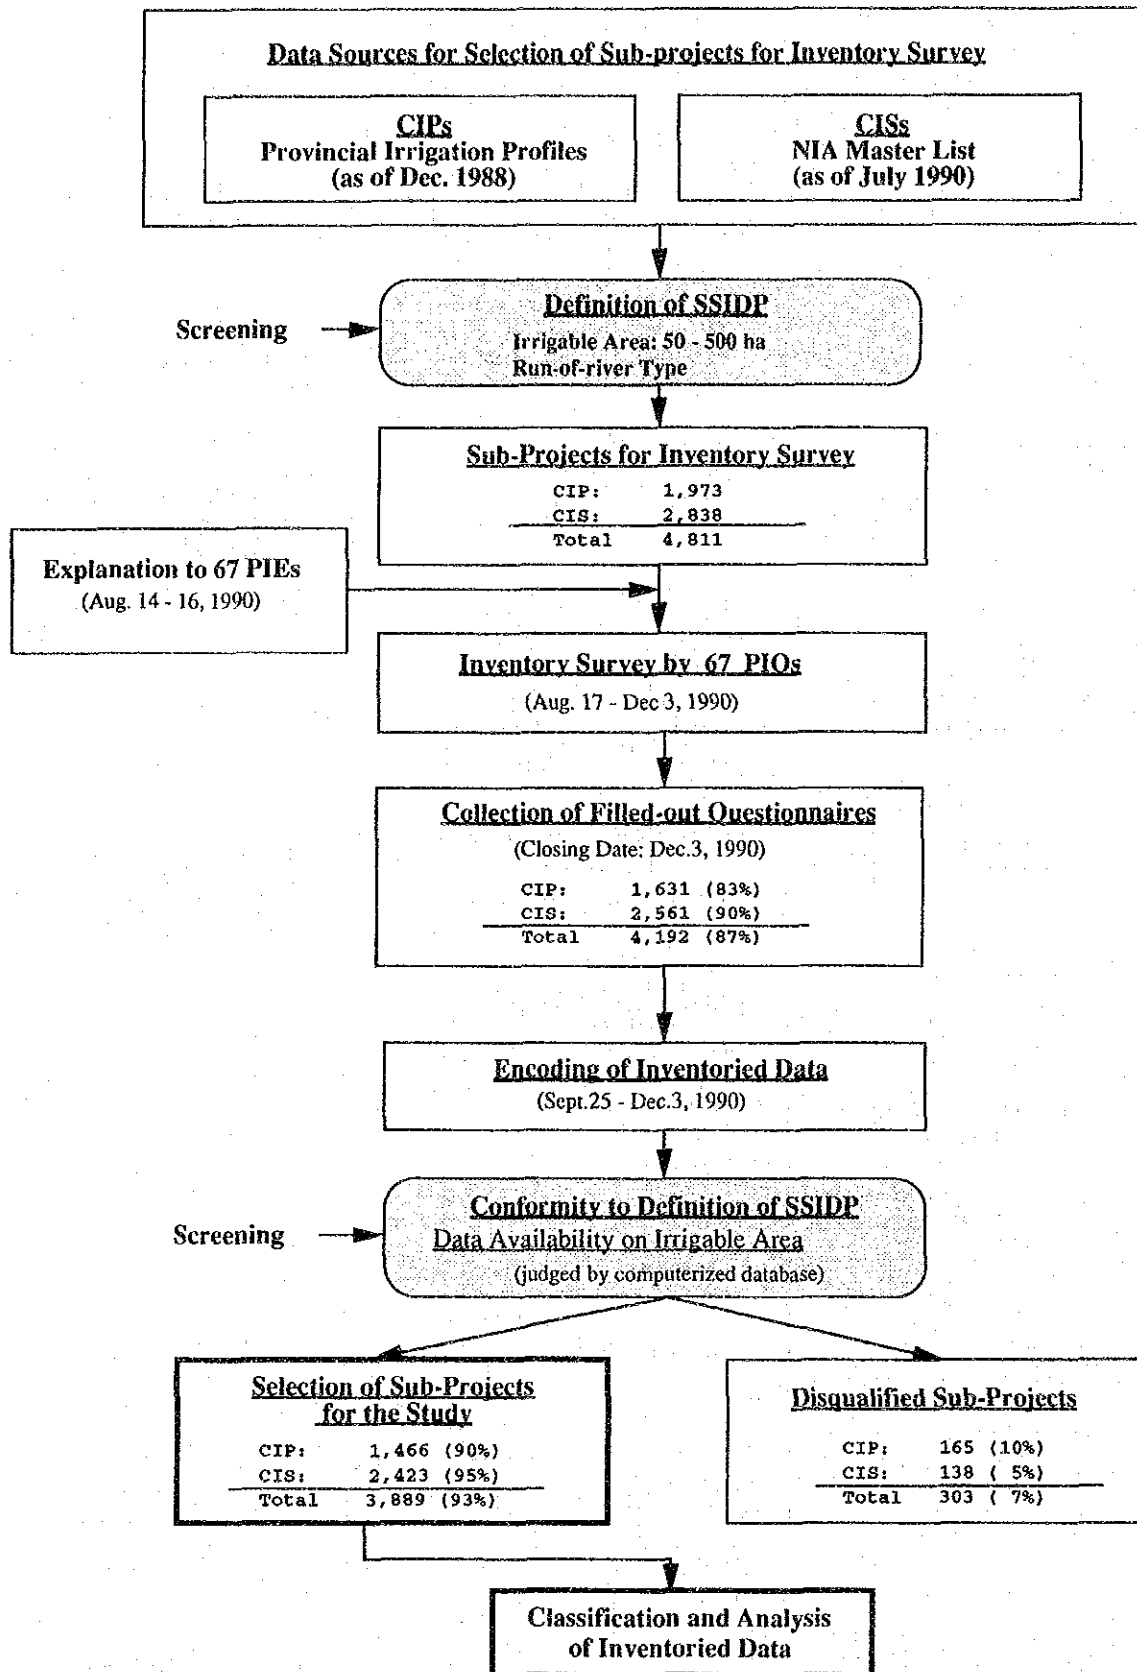 Data Sources for Selection of Sub-projects for Inventory Survey
CIPs
Provincial Irrigation Profiles
(as of Dec. 1988)
CISs
NIA Master List
(as of July 1990)
Screening
Definition of SSIDP
Irrigable Area: 50 - 500 ha
Run-of-river Type
Sub-Projects for Inventory Survey
CIP: 1,973
CIS: 2,838
Total 4,811
Explanation to 67 PIEs
(Aug. 14 - 16, 1990)
Inventory Survey by 67 PIOs
(Aug. 17 - Dec 3, 1990)
Collection of Filled-out Questionnaires
(Closing Date: Dec.3, 1990)
CIP: 1,631 (83%)
CIS: 2,561 (90%)
Total 4,192 (87%)
Encoding of Inventoried Data
(Sept.25 - Dec.3, 1990)
Screening
Conformity to Definition of SSIDP
Data Availability on Irrigable Area
(judged by computerized database)
Selection of Sub-Projects
for the Study
CIP: 1,466 (90%)
CIS: 2,423 (95%)
Total 3,889 (93%)
Disqualified Sub-Projects
CIP: 165 (10%)
CIS: 138 ( 5%)
Total 303 ( 7%)
Classification and Analysis
of Inventoried Data